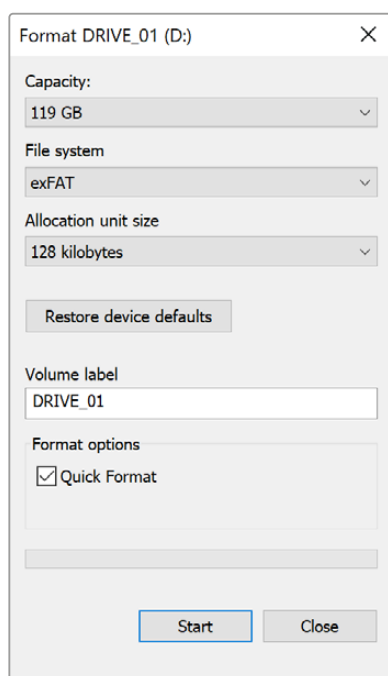 Format DRIVE_01 (D:)
Capacity:
119 GB
File system
exFAT
Allocation unit size
128 kilobytes
Restore device defaults
Volume label
DRIVE_01
Format options
Quick Format
Start Close